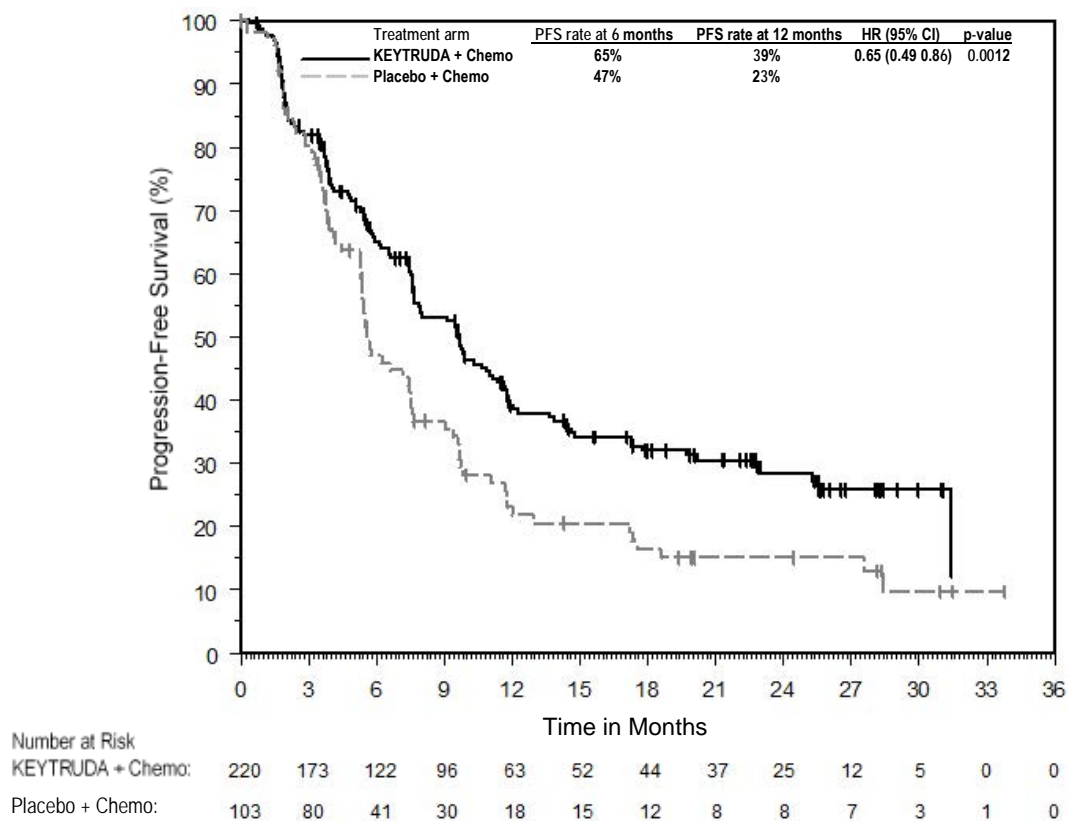 Treatment arm PFS rate at 6 months PFS rate at 12 months HR (95% CI) p-value
KEYTRUDA + Chemo 65% 39% 0.65 (0.49 0.86) 0.0012
Placebo + Chemo 47% 23%
100
90
80
70
60
50
40
30
20
10
0
Progression-Free Survival (%)
0 3 6 9 12 15 18 21 24 27 30 33 36
Time in Months
Number at Risk
KEYTRUDA + Chemo: 220 173 122 96 63 52 44 37 25 12 5 0 0
Placebo + Chemo: 103 80 41 30 18 15 12 8 8 7 3 1 0